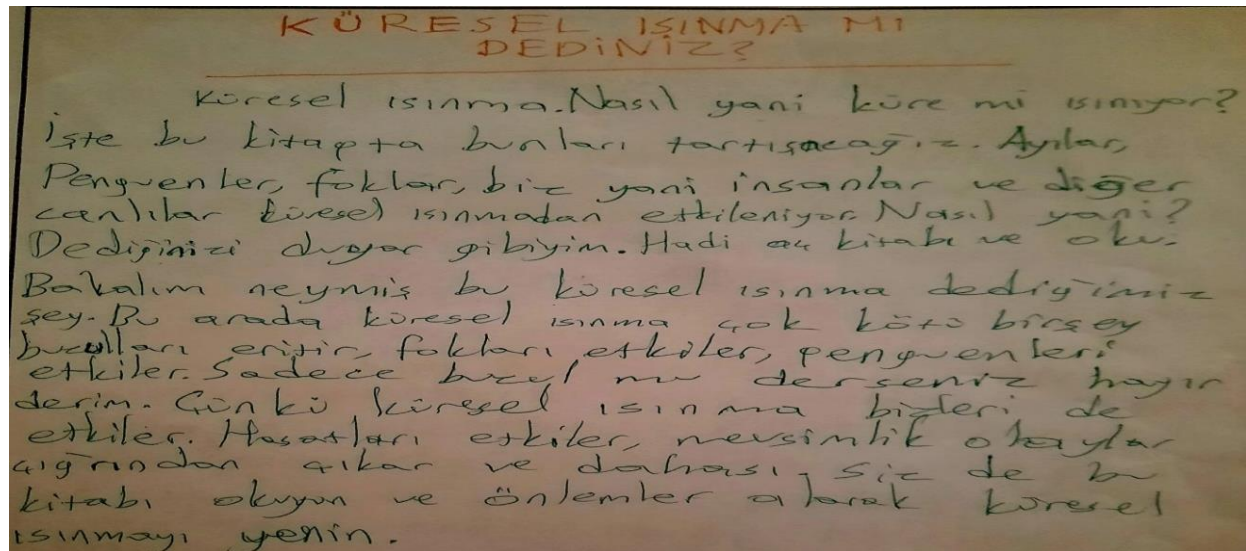 KÜRESEL ISINMA MI
DEDİNİZ?
Küresel ısınma. Nasıl yani küre mi ısınıyor?
İşte bu kitapta bunları tartışacağız. Ayılar,
Penguenler, foklar, biz yani insanlar ve diğer
canlılar küresel ısınmadan etkileniyor. Nasıl yani?
Dediğinizi duyar gibiyim. Hadi aç kitabı ve oku.
Bakalım neymiş bu küresel ısınma dediğimiz
şey. Bu arada küresel ısınma çok kötü birşey
buzulları eritir, fokları etkiler, penguenleri
etkiler. Sadece buzul mu derseniz hayır
derim. Çünkü küresel ısınma bizleri de
etkiler. Hasatları etkiler, mevsimlik olaylar
çığrından çıkar ve dahası. Siz de bu
kitabı okuyun ve önlemler alarak küresel
ısınmayı yenin.